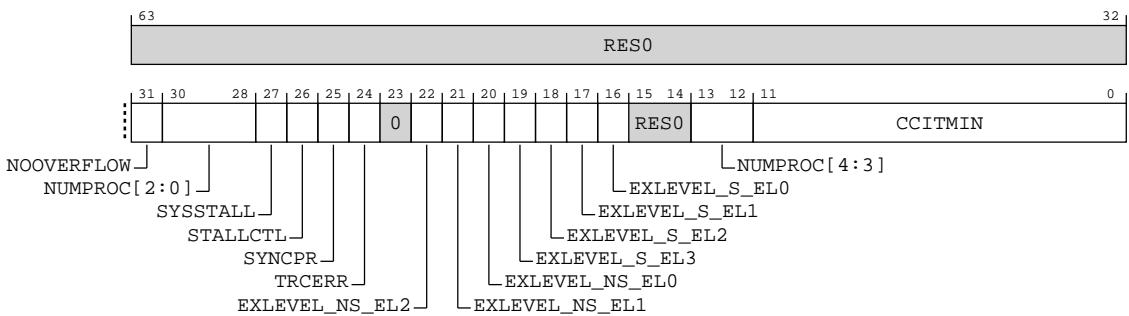 63 32
RES0
31 30 28 27 26 25 24 23 22 21 20 19 18 17 16 15 14 13 12 11 0
0 RES0 CCITMIN
NOOVERFLOW NUMPROC[4:3]
NUMPROC[2:0] EXLEVEL_S_EL0
SYSSTALL EXLEVEL_S_EL1
STALLCTL EXLEVEL_S_EL2
SYNCPR EXLEVEL_S_EL3
TRCERR EXLEVEL_NS_EL0
EXLEVEL_NS_EL2 EXLEVEL_NS_EL1